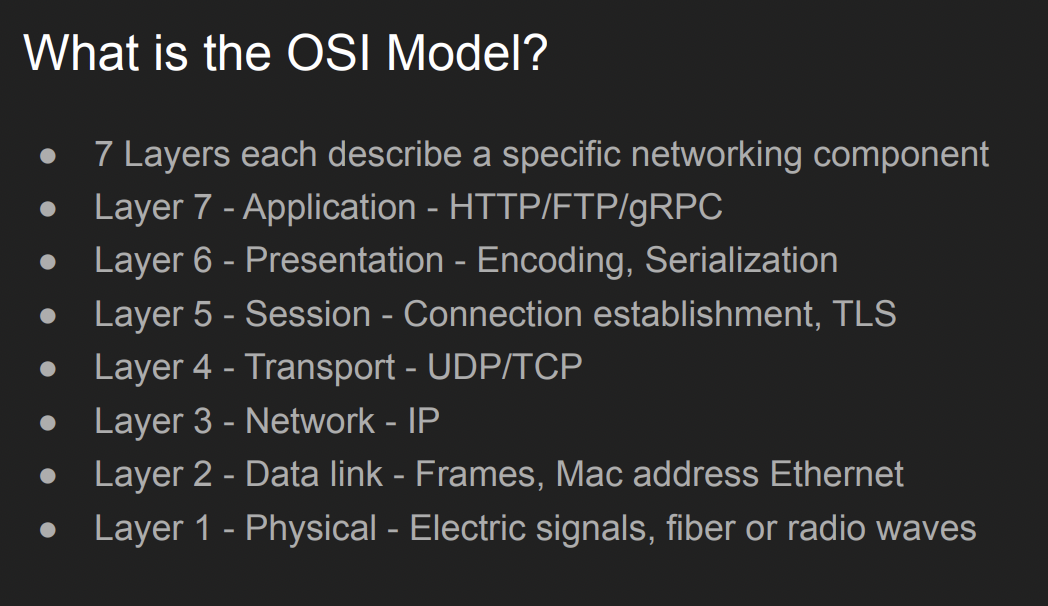 What is the OSI Model?
● 7 Layers each describe a specific networking component
● Layer 7 - Application - HTTP/FTP/gRPC
● Layer 6 - Presentation - Encoding, Serialization
● Layer 5 - Session - Connection establishment, TLS
● Layer 4 - Transport - UDP/TCP
● Layer 3 - Network - IP
● Layer 2 - Data link - Frames, Mac address Ethernet
● Layer 1 - Physical - Electric signals, fiber or radio waves